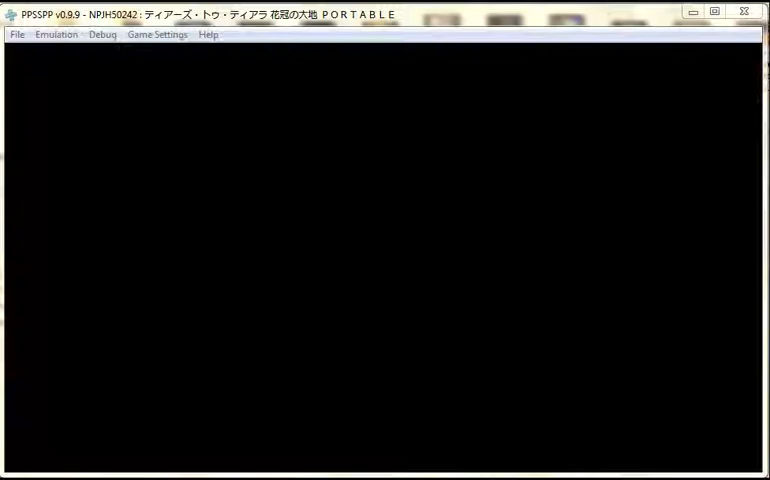 PPSSPP v0.9.9 - NPJH50242 : ティアーズ・トゥ・ティアラ 花冠の大地 ＰＯＲＴＡＢＬＥ
File Emulation Debug Game Settings Help